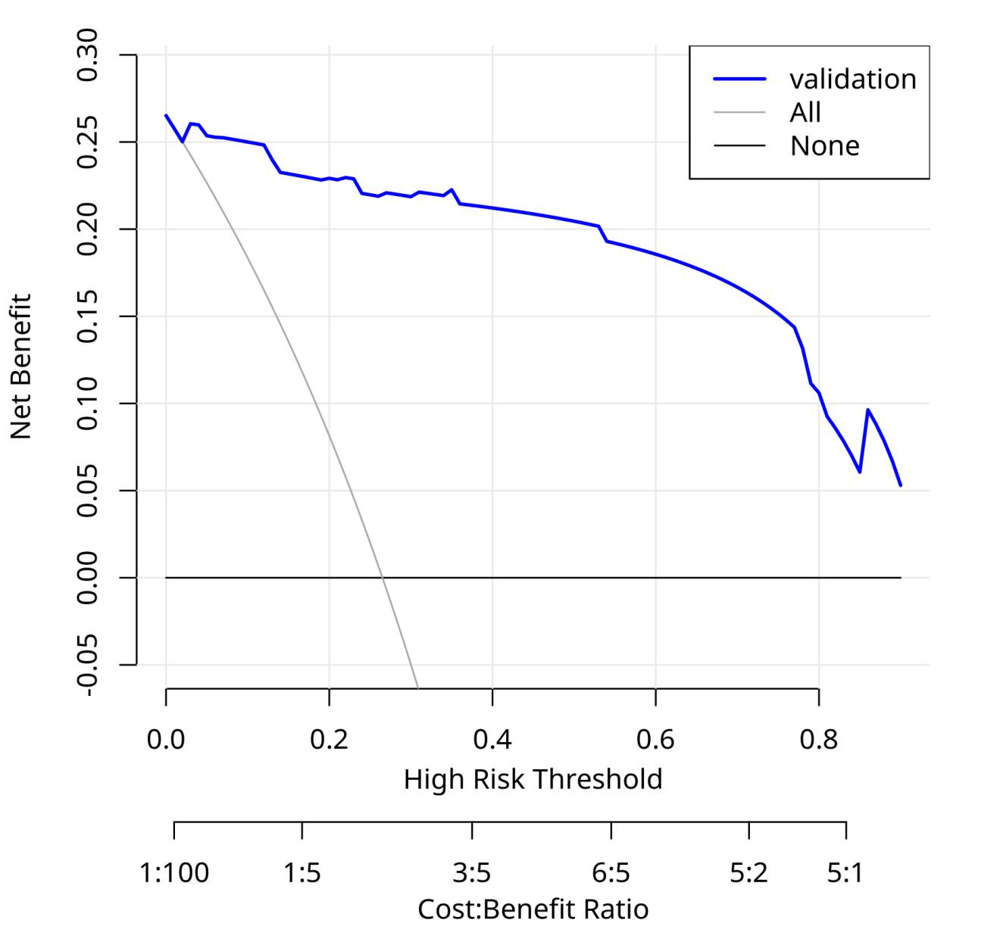 0.30
0.25
0.20
0.15
0.10
0.05
0.00
-0.05
Net Benefit
validation
All
None
0.0 0.2 0.4 0.6 0.8
High Risk Threshold
1:100 1:5 3:5 6:5 5:2 5:1
Cost:Benefit Ratio